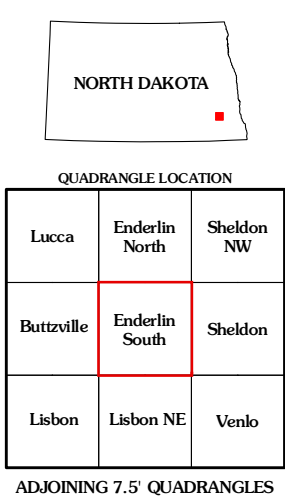 NORTH DAKOTA
QUADRANGLE LOCATION
Lucca
Enderlin
North
Sheldon
NW
Buttzville
Enderlin
South
Sheldon
Lisbon
Lisbon NE
Venlo
ADJOINING 7.5' QUADRANGLES